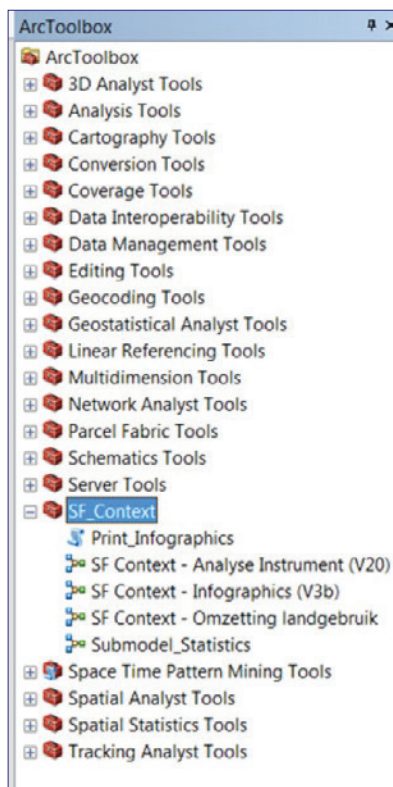 ArcToolbox
ArcToolbox
3D Analyst Tools
Analysis Tools
Cartography Tools
Conversion Tools
Coverage Tools
Data Interoperability Tools
Data Management Tools
Editing Tools
Geocoding Tools
Geostatistical Analyst Tools
Linear Referencing Tools
Multidimension Tools
Network Analyst Tools
Parcel Fabric Tools
Schematics Tools
Server Tools
SF_Context
Print_Infographics
SF Context - Analyse Instrument (V20)
SF Context - Infographics (V3b)
SF Context - Omzetting landgebruik
Submodel_Statistics
Space Time Pattern Mining Tools
Spatial Analyst Tools
Spatial Statistics Tools
Tracking Analyst Tools